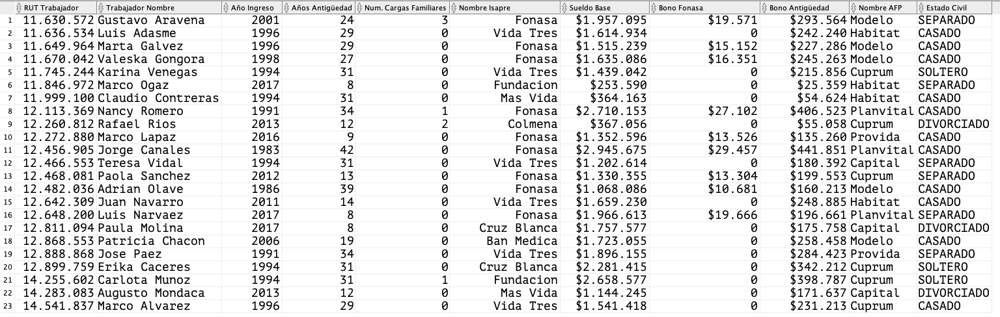 RUT Trabajador Trabajador Nombre Año Ingreso Años Antigüedad Num. Cargas Familiares Nombre Isapre Sueldo Base Bono Fonasa Bono Antigüedad Nombre AFP Estado Civil
1 11.630.572 Gustavo Aravena 2001 24 3 Fonasa $1.957.095 $19.571 $293.564 Modelo SEPARADO
2 11.636.534 Luis Adasme 1996 29 0 Vida Tres $1.614.934 0 $242.240 Habitat CASADO
3 11.649.964 Marta Galvez 1996 29 0 Fonasa $1.515.239 $15.152 $227.286 Modelo CASADO
4 11.670.042 Valeska Gongora 1998 27 0 Fonasa $1.635.086 $16.351 $245.263 Modelo CASADO
5 11.745.244 Karina Venegas 1994 31 0 Vida Tres $1.439.042 0 $215.856 Cuprum SOLTERO
6 11.846.972 Marco Ogaz 2017 8 0 Fundacion $253.590 0 $25.359 Habitat SEPARADO
7 11.999.100 Claudio Contreras 1994 31 0 Mas Vida $364.163 0 $54.624 Habitat CASADO
8 12.113.369 Nancy Romero 1991 34 1 Fonasa $2.710.153 $27.102 $406.523 Planvital CASADO
9 12.260.812 Rafael Rios 2013 12 2 Colmena $367.056 0 $55.058 Cuprum DIVORCIADO
10 12.272.880 Marco Lapaz 2016 9 0 Fonasa $1.352.596 $13.526 $135.260 Provida CASADO
11 12.456.905 Jorge Canales 1983 42 0 Fonasa $2.945.675 $29.457 $441.851 Planvital CASADO
12 12.466.553 Teresa Vidal 1994 31 0 Vida Tres $1.202.614 0 $180.392 Capital SEPARADO
13 12.468.081 Paola Sanchez 2012 13 0 Fonasa $1.330.355 $13.304 $199.553 Cuprum SEPARADO
14 12.482.036 Adrian Olave 1986 39 0 Fonasa $1.068.086 $10.681 $160.213 Modelo CASADO
15 12.642.309 Juan Navarro 2011 14 0 Vida Tres $1.659.230 0 $248.885 Habitat CASADO
16 12.648.200 Luis Narvaez 2017 8 0 Fonasa $1.966.613 $19.666 $196.661 Planvital SEPARADO
17 12.811.094 Paula Molina 2017 8 0 Cruz Blanca $1.757.577 0 $175.758 Capital DIVORCIADO
18 12.868.553 Patricia Chacon 2006 19 0 Ban Medica $1.723.055 0 $258.458 Modelo CASADO
19 12.888.868 Jose Paez 1991 34 0 Vida Tres $1.896.155 0 $284.423 Provida SEPARADO
20 12.899.759 Erika Caceres 1994 31 0 Cruz Blanca $2.281.415 0 $342.212 Cuprum SOLTERO
21 14.255.602 Carlota Munoz 1994 31 1 Fundacion $2.658.577 0 $398.787 Cuprum SOLTERO
22 14.283.083 Augusto Mondaca 2013 12 0 Mas Vida $1.144.245 0 $171.637 Capital DIVORCIADO
23 14.541.837 Marco Alvarez 1996 29 0 Vida Tres $1.541.418 0 $231.213 Cuprum CASADO